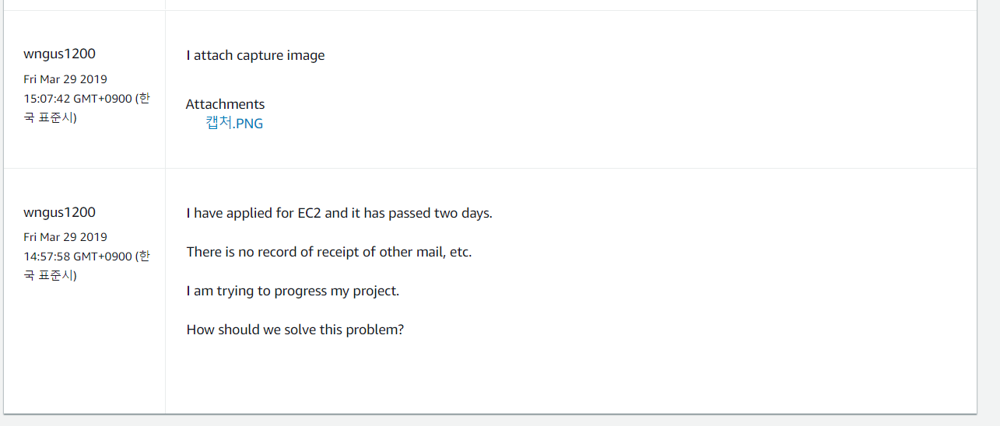 wngus1200
Fri Mar 29 2019
15:07:42 GMT+0900 (한
국 표준시)
I attach capture image
Attachments
캡처.PNG
wngus1200
Fri Mar 29 2019
14:57:58 GMT+0900 (한
국 표준시)
I have applied for EC2 and it has passed two days.
There is no record of receipt of other mail, etc.
I am trying to progress my project.
How should we solve this problem?